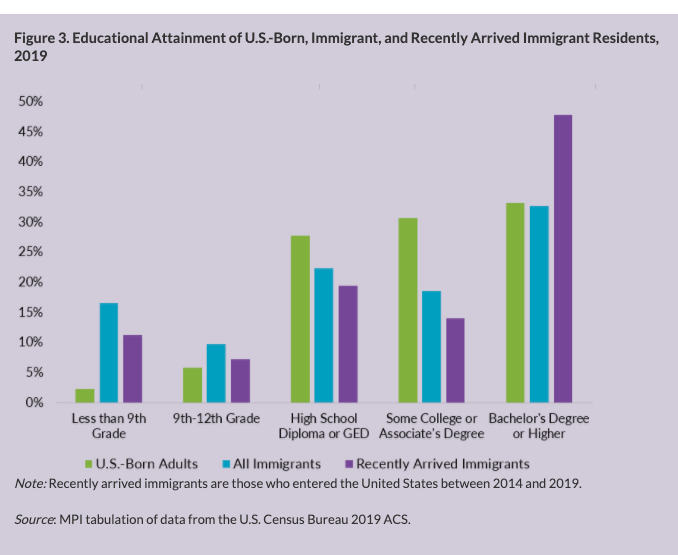 Figure 3. Educational Attainment of U.S.-Born, Immigrant, and Recently Arrived Immigrant Residents,
2019
50%
45%
40%
35%
30%
25%
20%
15%
10%
5%
0%
Less than 9th
Grade
9th-12th Grade
High School
Diploma or GED
Some College or
Associate's Degree
Bachelor's Degree
or Higher
U.S.-Born Adults
All Immigrants
Recently Arrived Immigrants
Note: Recently arrived immigrants are those who entered the United States between 2014 and 2019.
Source: MPI tabulation of data from the U.S. Census Bureau 2019 ACS.